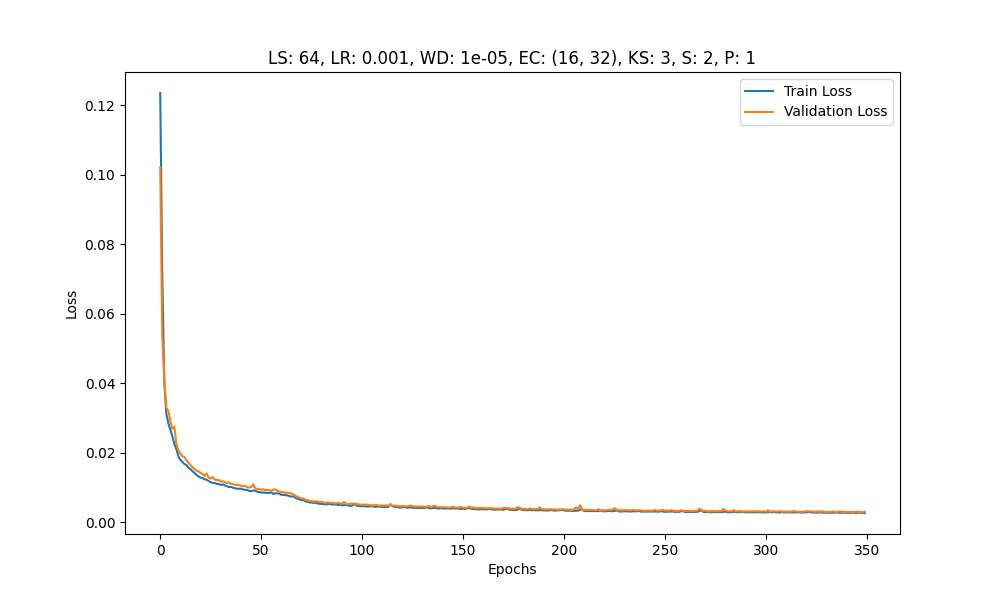 LS: 64, LR: 0.001, WD: 1e-05, EC: (16, 32), KS: 3, S: 2, P: 1
Train Loss
Validation Loss
0.12
0.10
0.08
0.06
0.04
0.02
0.00
Loss
0 50 100 150 200 250 300 350
Epochs